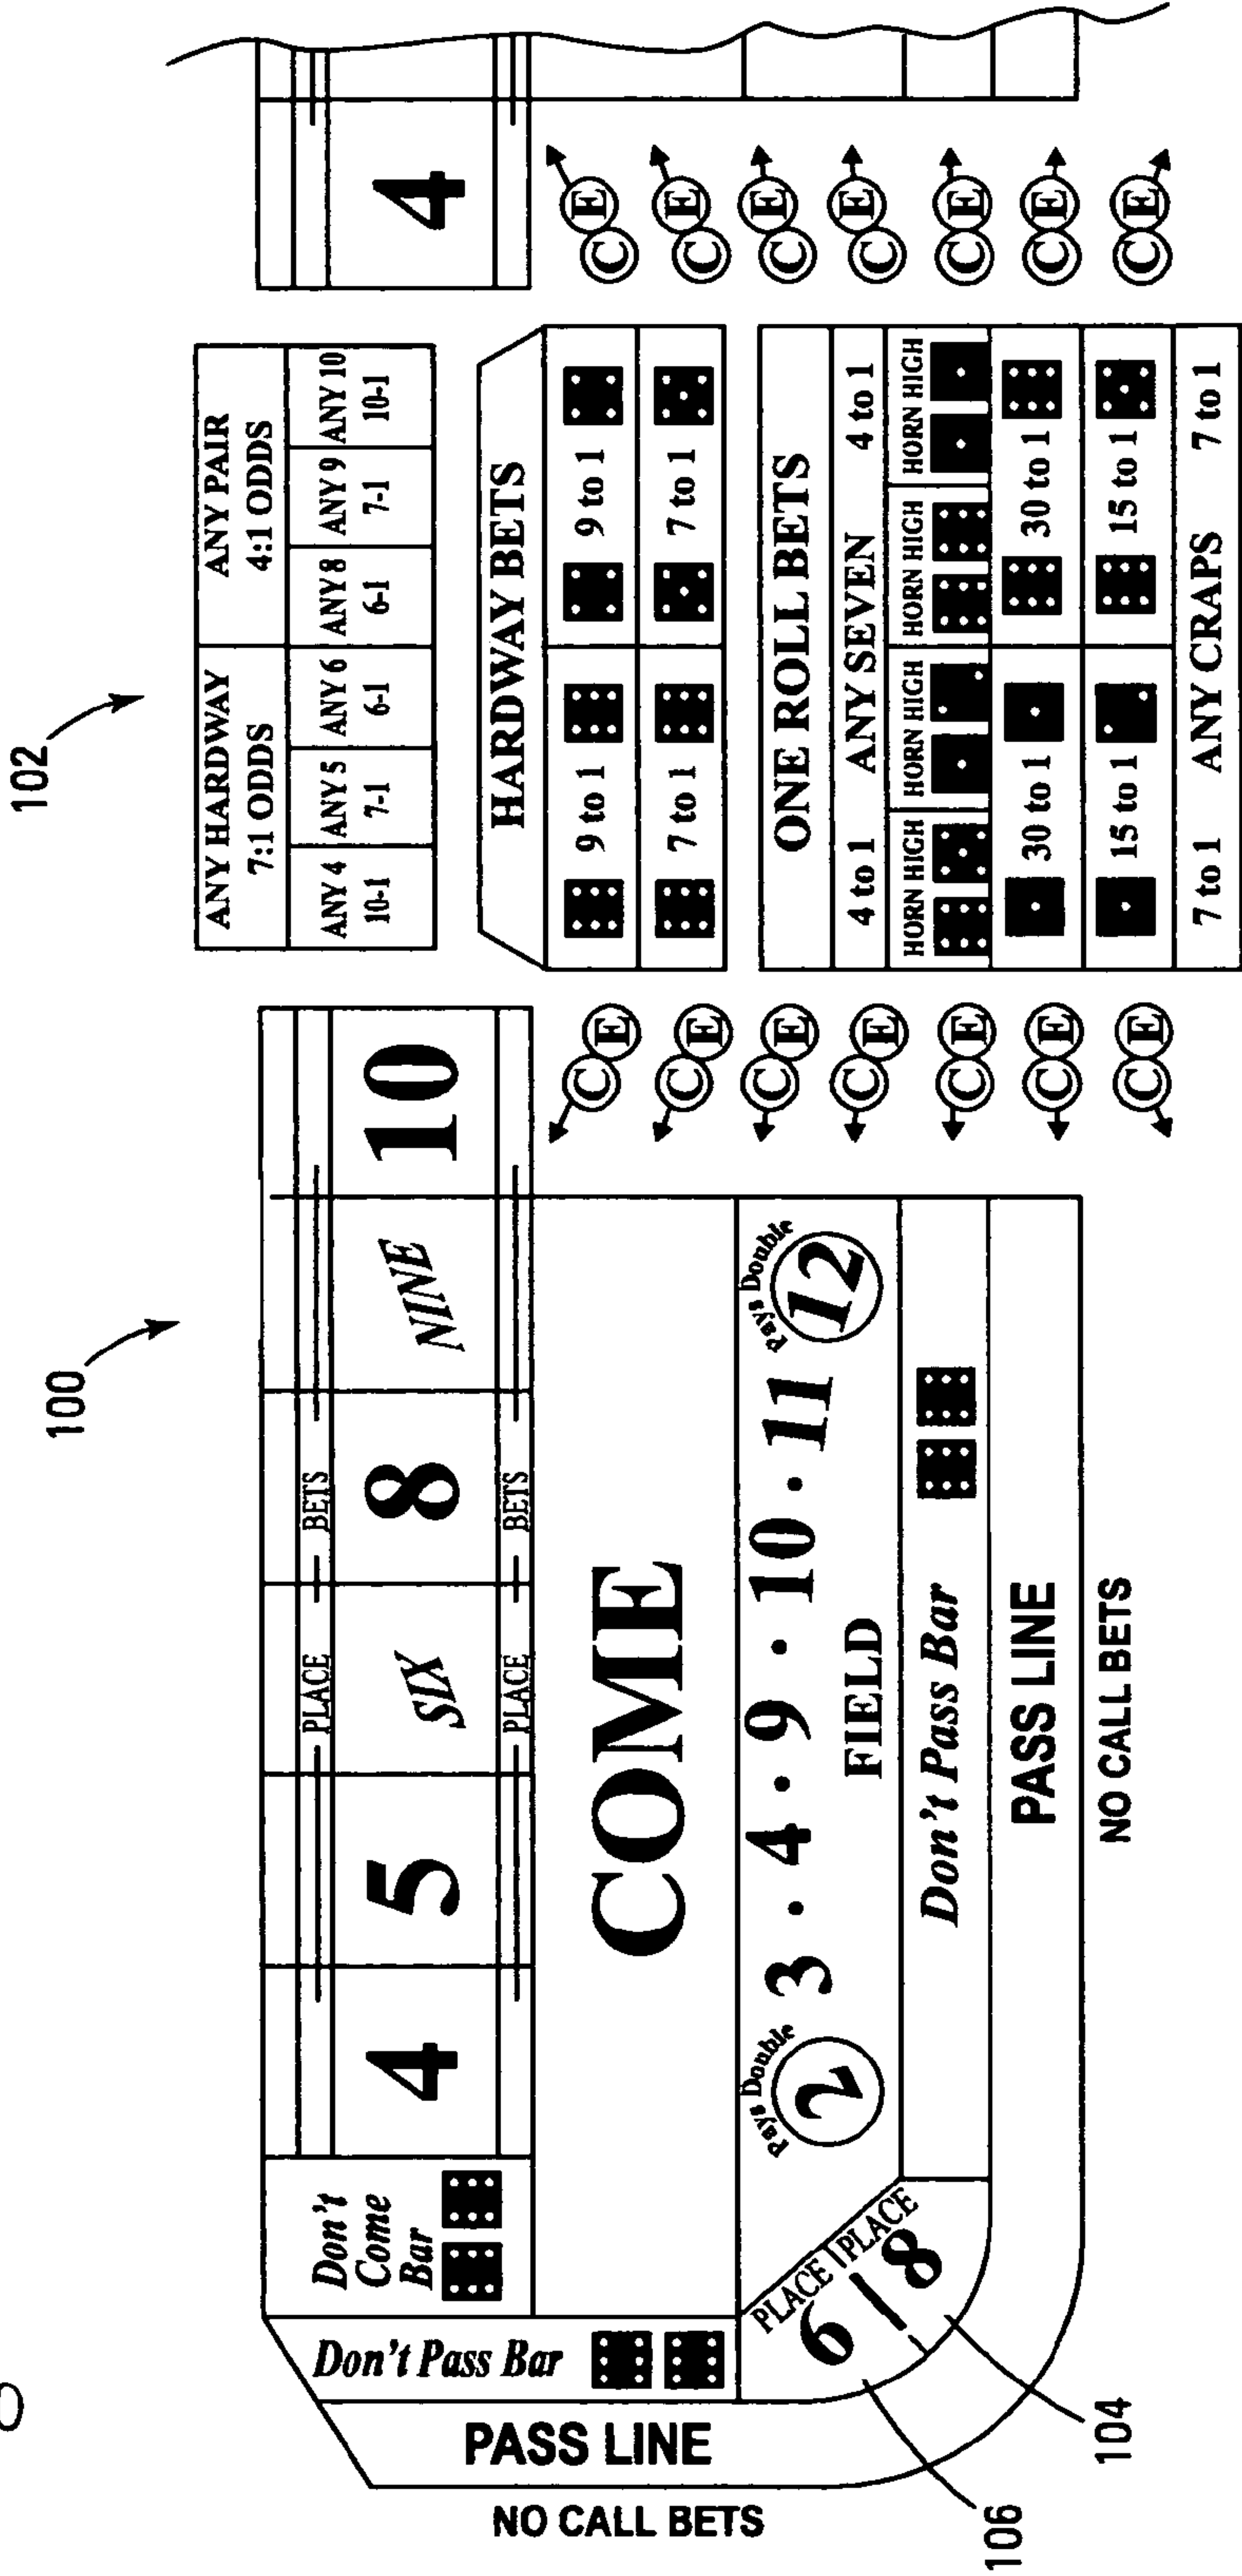 100
102
Don't
Come
Bar
4
5
SIX
8
NINE
10
PLACE BETS
PLACE BETS
COME
Pays Double
2 3 • 4 • 9 • 10 • 11 12
Pays Double
FIELD
Don't Pass Bar
PASS LINE
NO CALL BETS
Don't Pass Bar
PASS LINE
NO CALL BETS
PLACE PLACE
6 8
106
104
ANY HARDWAY ANY PAIR
7:1 ODDS 4:1 ODDS
ANY 4 ANY 5 ANY 6 ANY 8 ANY 9 ANY 10
10-1 7-1 6-1 6-1 7-1 10-1
HARDWAY BETS
9 to 1 9 to 1
7 to 1 7 to 1
ONE ROLL BETS
4 to 1 ANY SEVEN 4 to 1
HORN HIGH HORN HIGH HORN HIGH HORN HIGH
30 to 1 30 to 1
15 to 1 15 to 1
7 to 1 ANY CRAPS 7 to 1
C E
C E
C E
C E
C E
C E
C E
C E
C E
C E
C E
C E
C E
C E
4